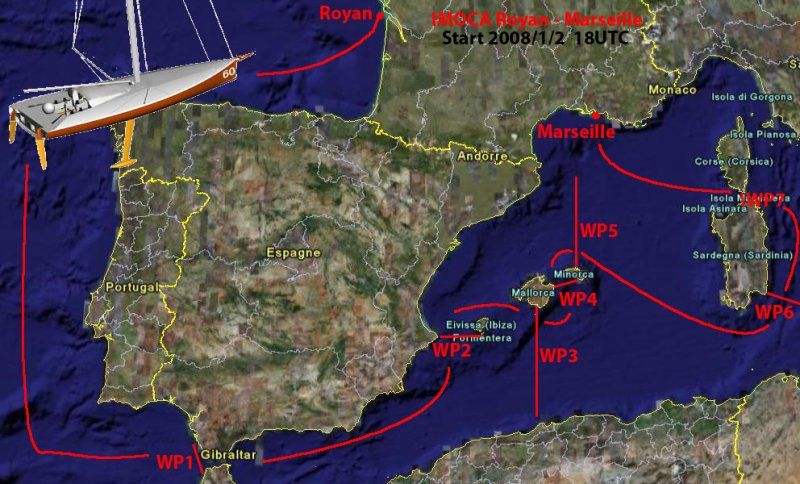 Royan
IMOCA Royan - Marseille
Start 2008/1/2 18UTC
60
Monaco
Isola di Gorgona
Marseille
Isola Pianosa
Andorre
Corse (Corsica)
WP7
Isola Asinara
WP5
Espagne
Sardegna (Sardinia)
Minorca
Portugal
Mallorca
WP4
WP6
Eivissa (Ibiza)
Formentera
WP2
WP3
WP1
Gibraltar